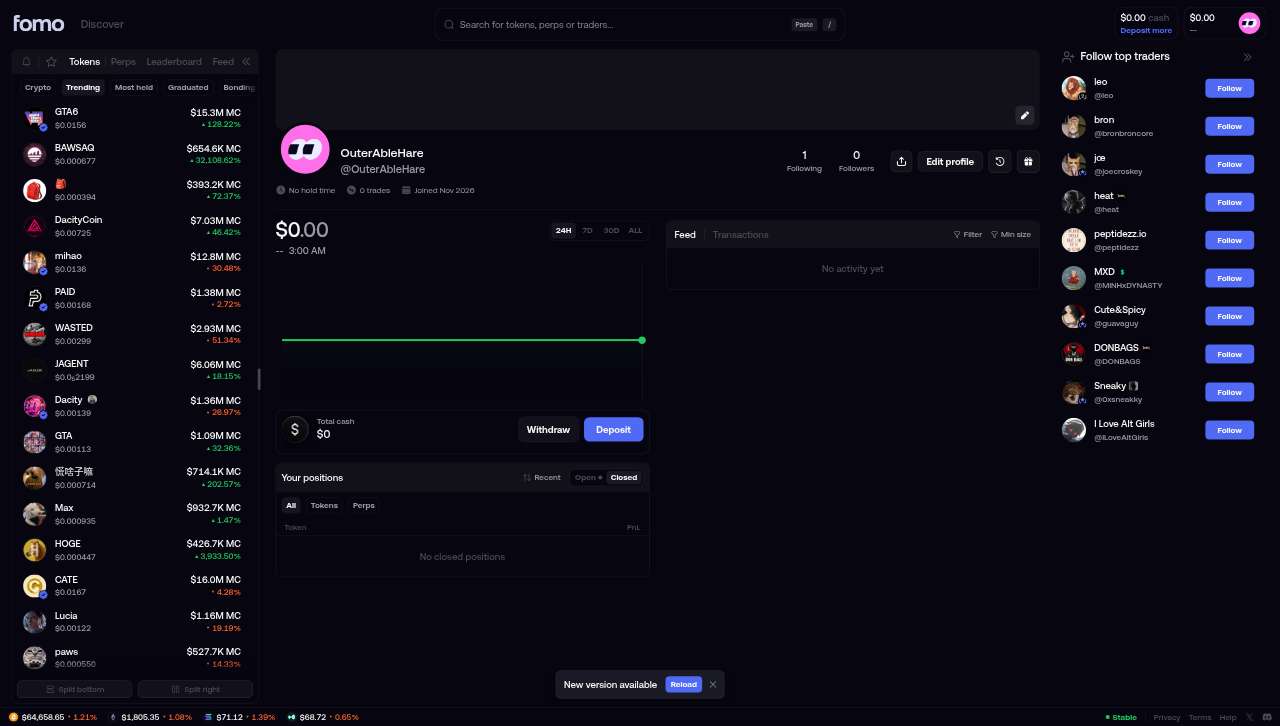 fomo
Discover
Search for tokens, perps or traders...
Paste
/
$0.00 cash
Deposit more
$0.00
—
Tokens
Perps
Leaderboard
Feed
Crypto
Trending
Most held
Graduated
Bonding
GTA6
$15.3M MC
$0.0156
128.22%
BAWSAQ
$654.6K MC
$0.000677
32,108.62%
$393.2K MC
$0.000394
72.37%
DacityCoin
$7.03M MC
$0.00725
46.42%
mihao
$12.8M MC
$0.0136
30.48%
PAID
$1.38M MC
$0.00168
2.72%
WASTED
$2.93M MC
$0.00299
51.34%
JAGENT
$6.06M MC
$0.0₅2199
18.15%
Dacity
$1.36M MC
$0.00139
26.97%
GTA
$1.09M MC
$0.00113
32.36%
慌啥子嘛
$714.1K MC
$0.000714
202.57%
Max
$932.7K MC
$0.000935
1.47%
HOGE
$426.7K MC
$0.000447
3,933.50%
CATE
$16.0M MC
$0.0167
4.28%
Lucia
$1.16M MC
$0.00122
19.19%
paws
$527.7K MC
$0.000550
14.33%
Split bottom
Split right
OuterAbleHare
@OuterAbleHare
1
Following
0
Followers
Edit profile
No hold time
0 trades
Joined Nov 2026
$0.00
-- 3:00 AM
24H
7D
30D
ALL
Total cash
$0
Withdraw
Deposit
Your positions
Recent
Open
Closed
All
Tokens
Perps
Token
PnL
No closed positions
Feed
Transactions
Filter
Min size
No activity yet
Follow top traders
leo
@leo
Follow
bron
@bronbroncore
Follow
jœ
@joecroskey
Follow
heat
@heat
Follow
peptidezz.io
@peptidezz
Follow
MXD
@MINHxDYNASTY
Follow
Cute&Spicy
@guavaguy
Follow
DONBAGS
@DONBAGS
Follow
Sneaky
@0xsneakky
Follow
I Love Alt Girls
@ILoveAltGirls
Follow
New version available
Reload
$64,658.65
1.21%
$1,805.35
1.08%
$71.12
1.39%
$68.72
0.65%
Stable
Privacy
Terms
Help